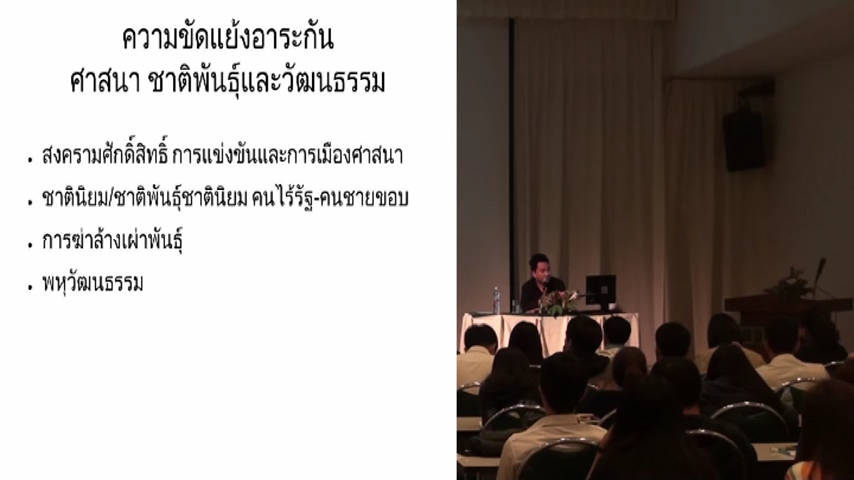 ความขัดแย้งอาระกัน
ศาสนา ชาติพันธุ์และวัฒนธรรม
• สงครามศักดิ์สิทธิ์ การแข่งขันและการเมืองศาสนา
• ชาตินิยม/ชาติพันธุ์ชาตินิยม คนไร้รัฐ-คนชายขอบ
• การฆ่าล้างเผ่าพันธุ์
• พหุวัฒนธรรม